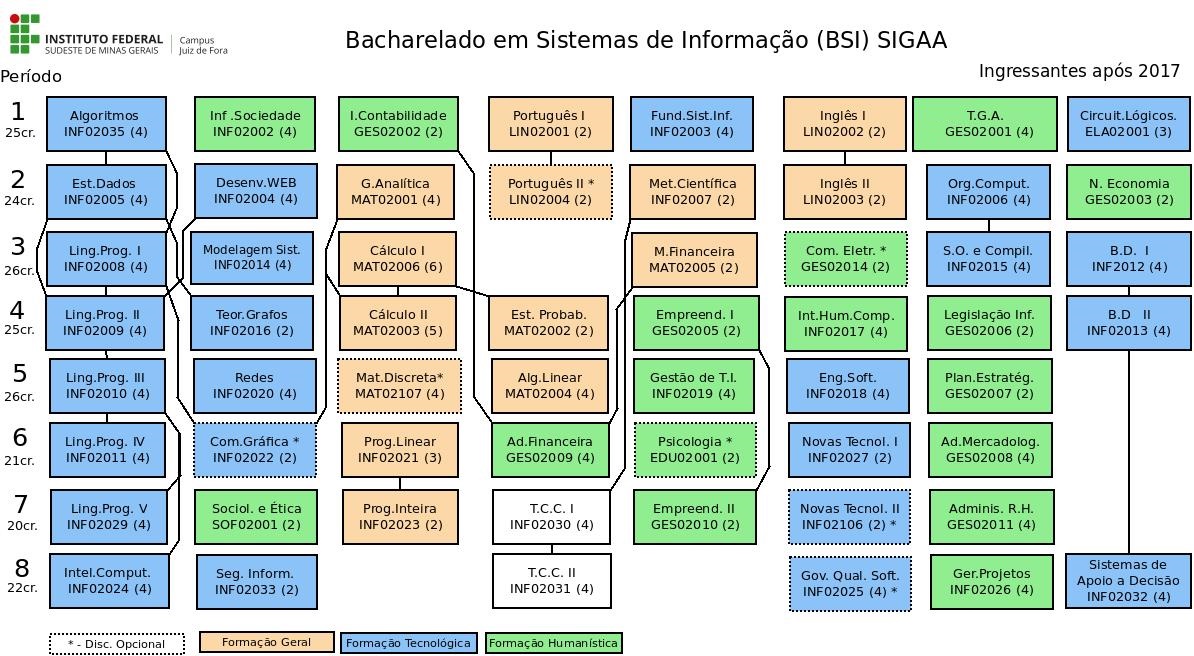 INSTITUTO FEDERAL
SUDESTE DE MINAS GERAIS
Campus
Juiz de Fora
Bacharelado em Sistemas de Informação (BSI) SIGAA
Ingressantes após 2017
Período
1
25cr.
Algoritmos
INF02035 (4)
Inf .Sociedade
INF02002 (4)
I.Contabilidade
GES02002 (2)
Português I
LIN02001 (2)
Fund.Sist.Inf.
INF02003 (4)
Inglês I
LIN02002 (2)
T.G.A.
GES02001 (4)
Circuit.Lógicos.
ELA02001 (3)
2
24cr.
Est.Dados
INF02005 (4)
Desenv.WEB
INF02004 (4)
G.Analítica
MAT02001 (4)
Português II *
LIN02004 (2)
Met.Científica
INF02007 (2)
Inglês II
LIN02003 (2)
Org.Comput.
INF02006 (4)
N. Economia
GES02003 (2)
3
26cr.
Ling.Prog. I
INF02008 (4)
Modelagem Sist.
INF02014 (4)
Cálculo I
MAT02006 (6)
M.Financeira
MAT02005 (2)
Com. Eletr. *
GES02014 (2)
S.O. e Compil.
INF02015 (4)
B.D. I
INF2012 (4)
4
25cr.
Ling.Prog. II
INF02009 (4)
Teor.Grafos
INF02016 (2)
Cálculo II
MAT02003 (5)
Est. Probab.
MAT02002 (2)
Empreend. I
GES02005 (2)
Int.Hum.Comp.
INF02017 (4)
Legislação Inf.
GES02006 (2)
B.D II
INF02013 (4)
5
26cr.
Ling.Prog. III
INF02010 (4)
Redes
INF02020 (4)
Mat.Discreta*
MAT02107 (4)
Alg.Linear
MAT02004 (4)
Gestão de T.I.
INF02019 (4)
Eng.Soft.
INF02018 (4)
Plan.Estratég.
GES02007 (2)
6
21cr.
Ling.Prog. IV
INF02011 (4)
Com.Gráfica *
INF02022 (2)
Prog.Linear
INF02021 (3)
Ad.Financeira
GES02009 (4)
Psicologia *
EDU02001 (2)
Novas Tecnol. I
INF02027 (2)
Ad.Mercadolog.
GES02008 (4)
7
20cr.
Ling.Prog. V
INF02029 (4)
Sociol. e Ética
SOF02001 (2)
Prog.Inteira
INF02023 (2)
T.C.C. I
INF02030 (4)
Empreend. II
GES02010 (2)
Novas Tecnol. II
INF02106 (2) *
Adminis. R.H.
GES02011 (4)
8
22cr.
Intel.Comput.
INF02024 (4)
Seg. Inform.
INF02033 (2)
T.C.C. II
INF02031 (4)
Gov. Qual. Soft.
INF02025 (4) *
Ger.Projetos
INF02026 (4)
Sistemas de
Apoio a Decisão
INF02032 (4)
* - Disc. Opcional
Formação Geral
Formação Tecnológica
Formação Humanística